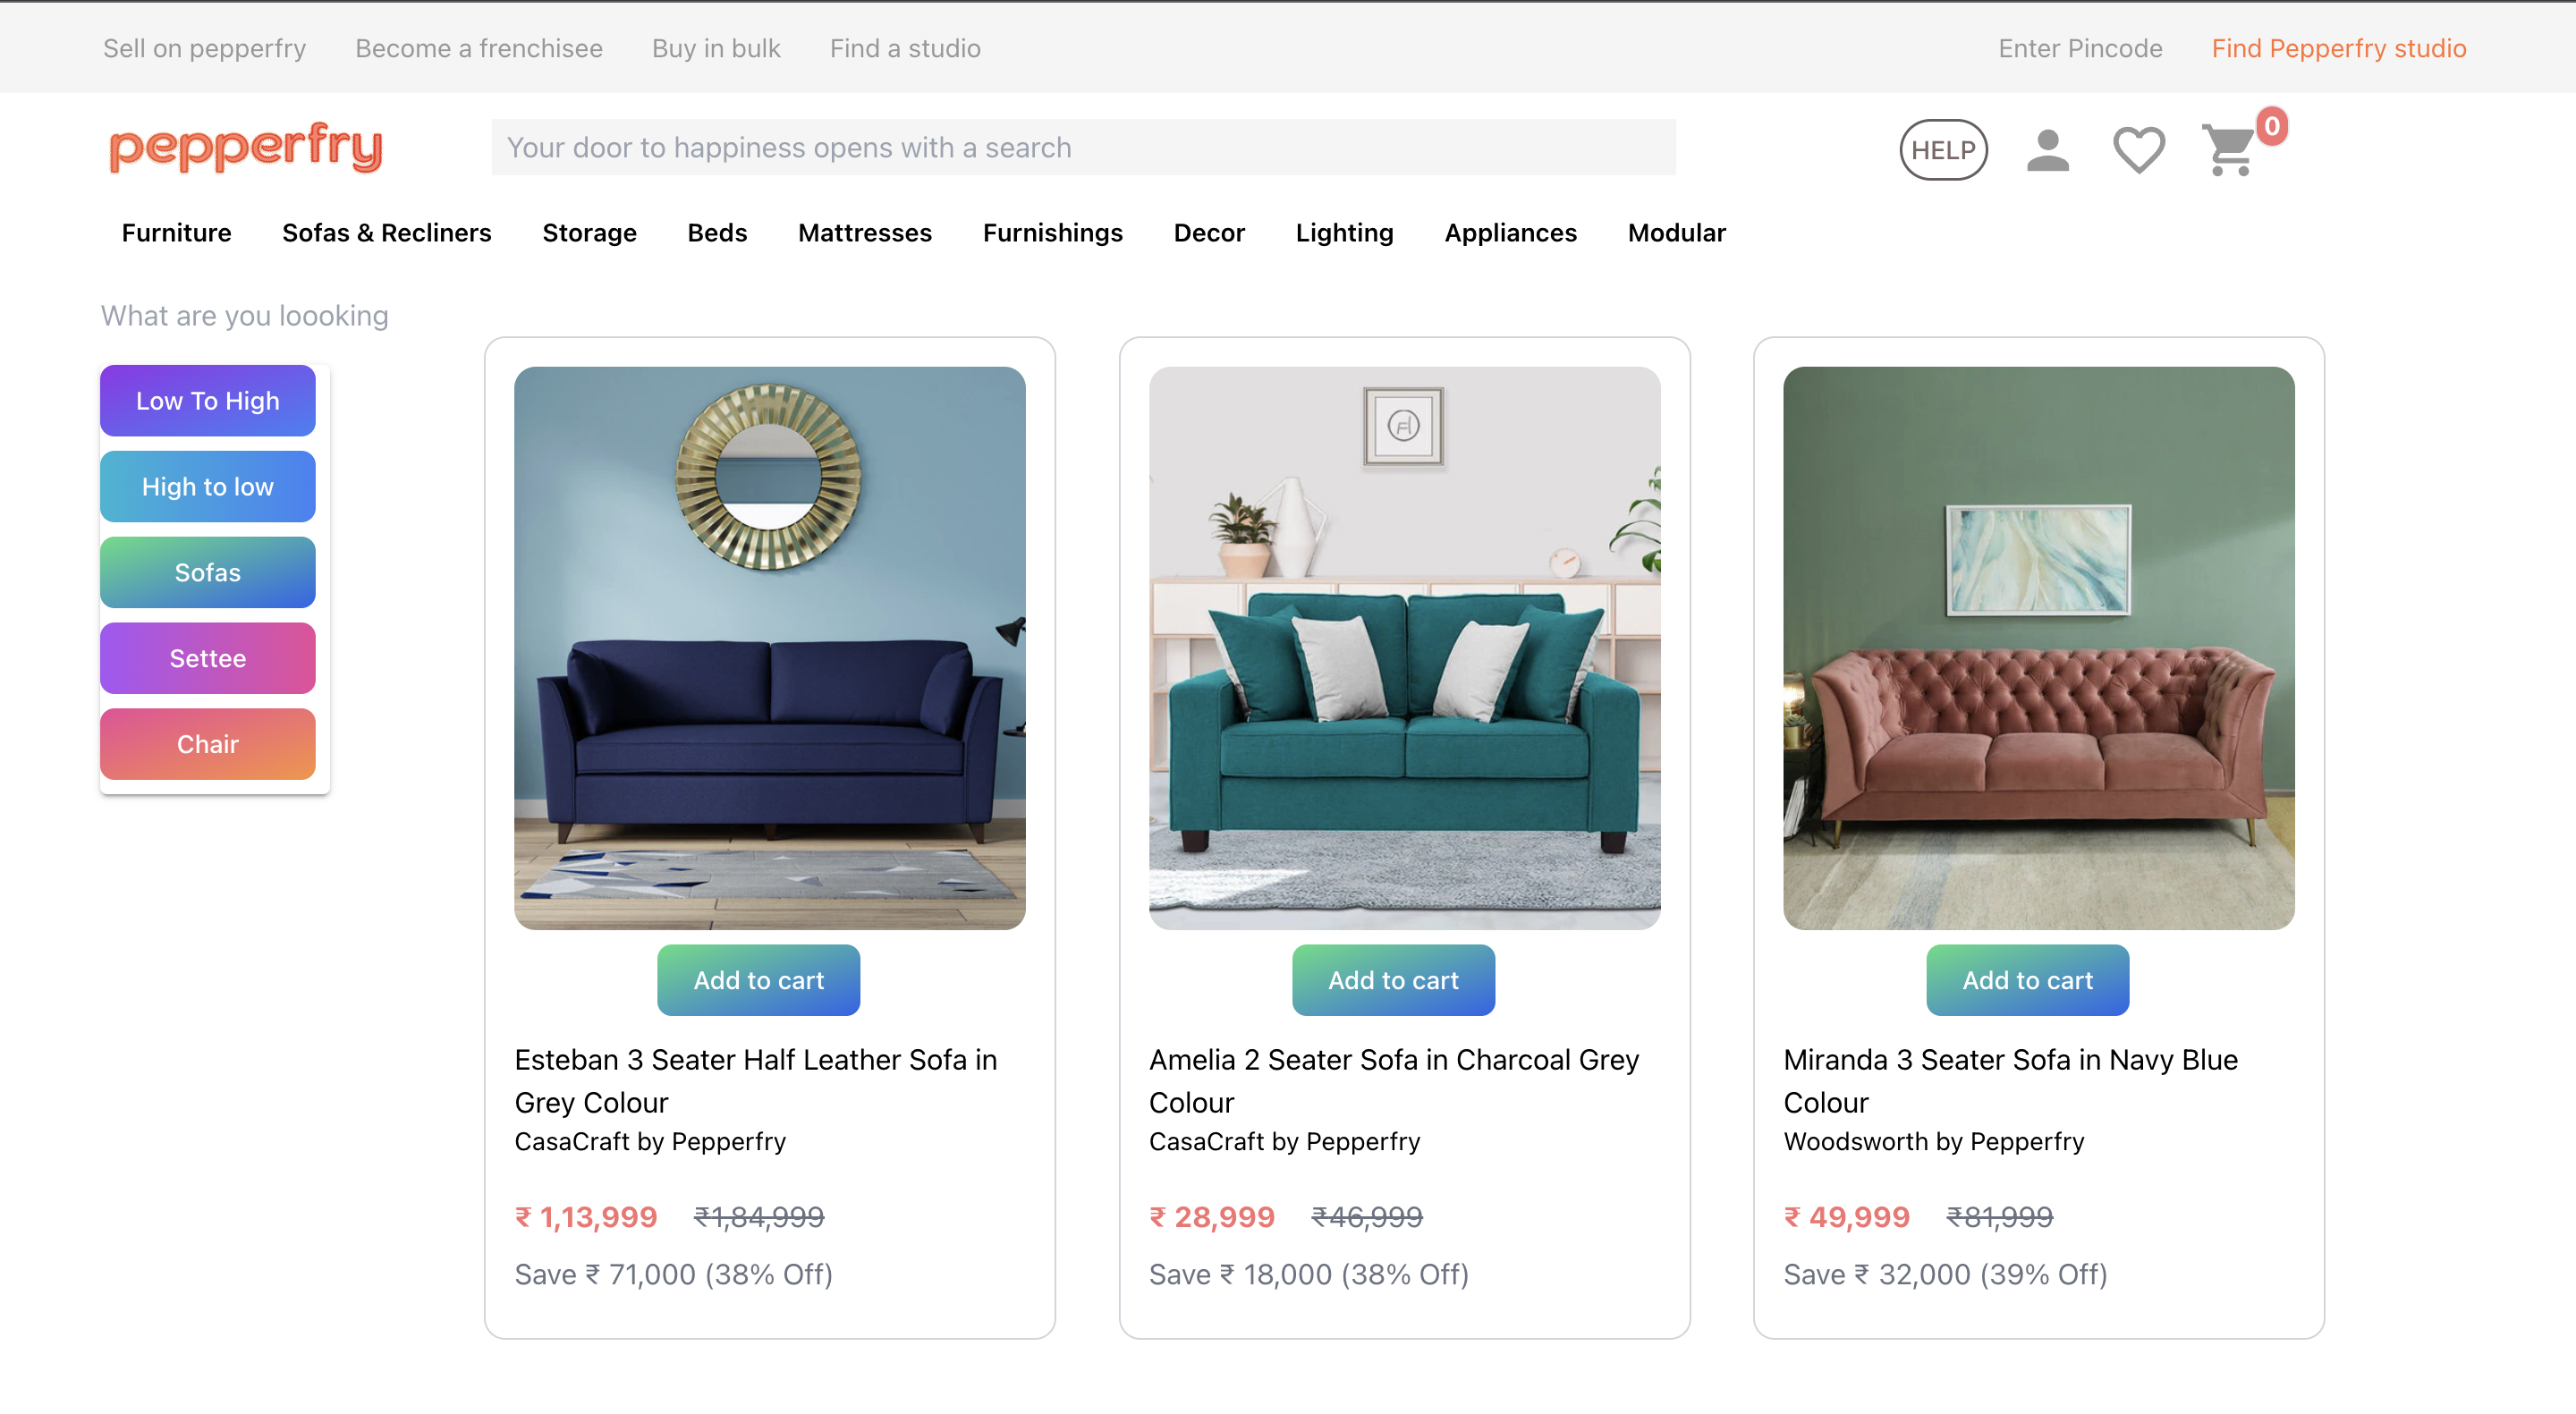 Sell on pepperfry Become a frenchisee Buy in bulk Find a studio Enter Pincode Find Pepperfry studio
pepperfry Your door to happiness opens with a search HELP 0
Furniture Sofas & Recliners Storage Beds Mattresses Furnishings Decor Lighting Appliances Modular
What are you loooking
Low To High
High to low
Sofas
Settee
Chair
Add to cart
Esteban 3 Seater Half Leather Sofa in
Grey Colour
CasaCraft by Pepperfry
₹ 1,13,999 ₹1,84,999
Save ₹ 71,000 (38% Off)
Add to cart
Amelia 2 Seater Sofa in Charcoal Grey
Colour
CasaCraft by Pepperfry
₹ 28,999 ₹46,999
Save ₹ 18,000 (38% Off)
Add to cart
Miranda 3 Seater Sofa in Navy Blue
Colour
Woodsworth by Pepperfry
₹ 49,999 ₹81,999
Save ₹ 32,000 (39% Off)